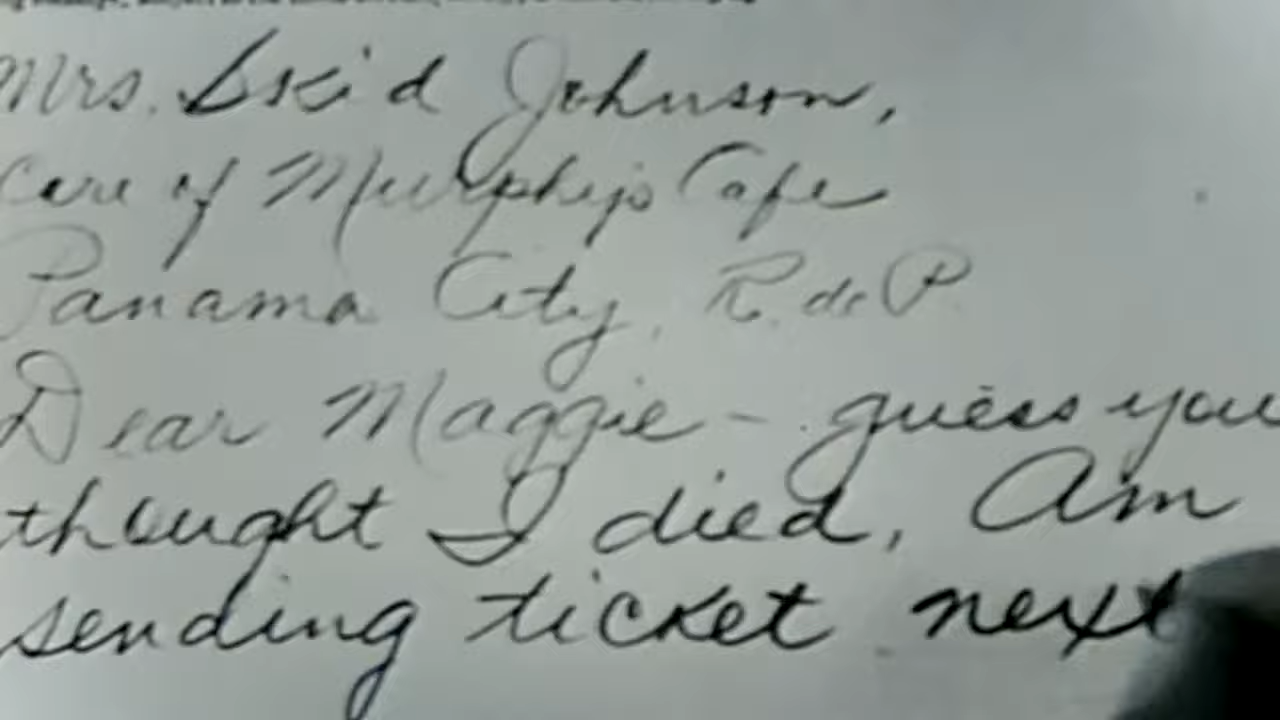 Mrs. Skid Johnson,
Care of Murphy's Cafe
Panama City, R. de P.
Dear Maggie - guess you
thought I died, Am
sending ticket next